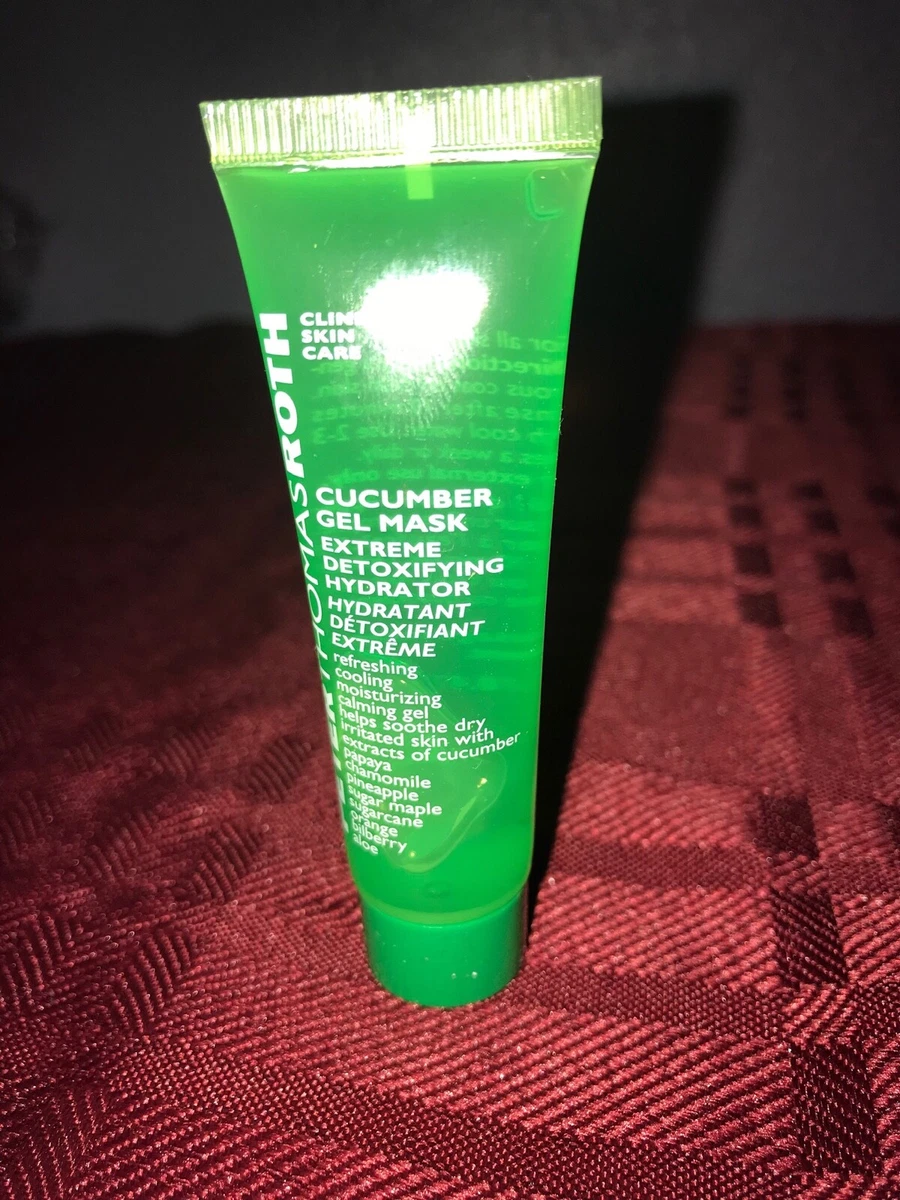 PETER THOMAS ROTH
CLINICAL
SKIN
CARE
CUCUMBER
GEL MASK
EXTREME
DETOXIFYING
HYDRATOR
HYDRATANT
DÉTOXIFIANT
EXTRÊME
refreshing
cooling
moisturizing
calming gel
helps soothe dry
irritated skin with
extracts of cucumber
papaya
chamomile
pineapple
sugar maple
sugarcane
orange
bilberry
aloe